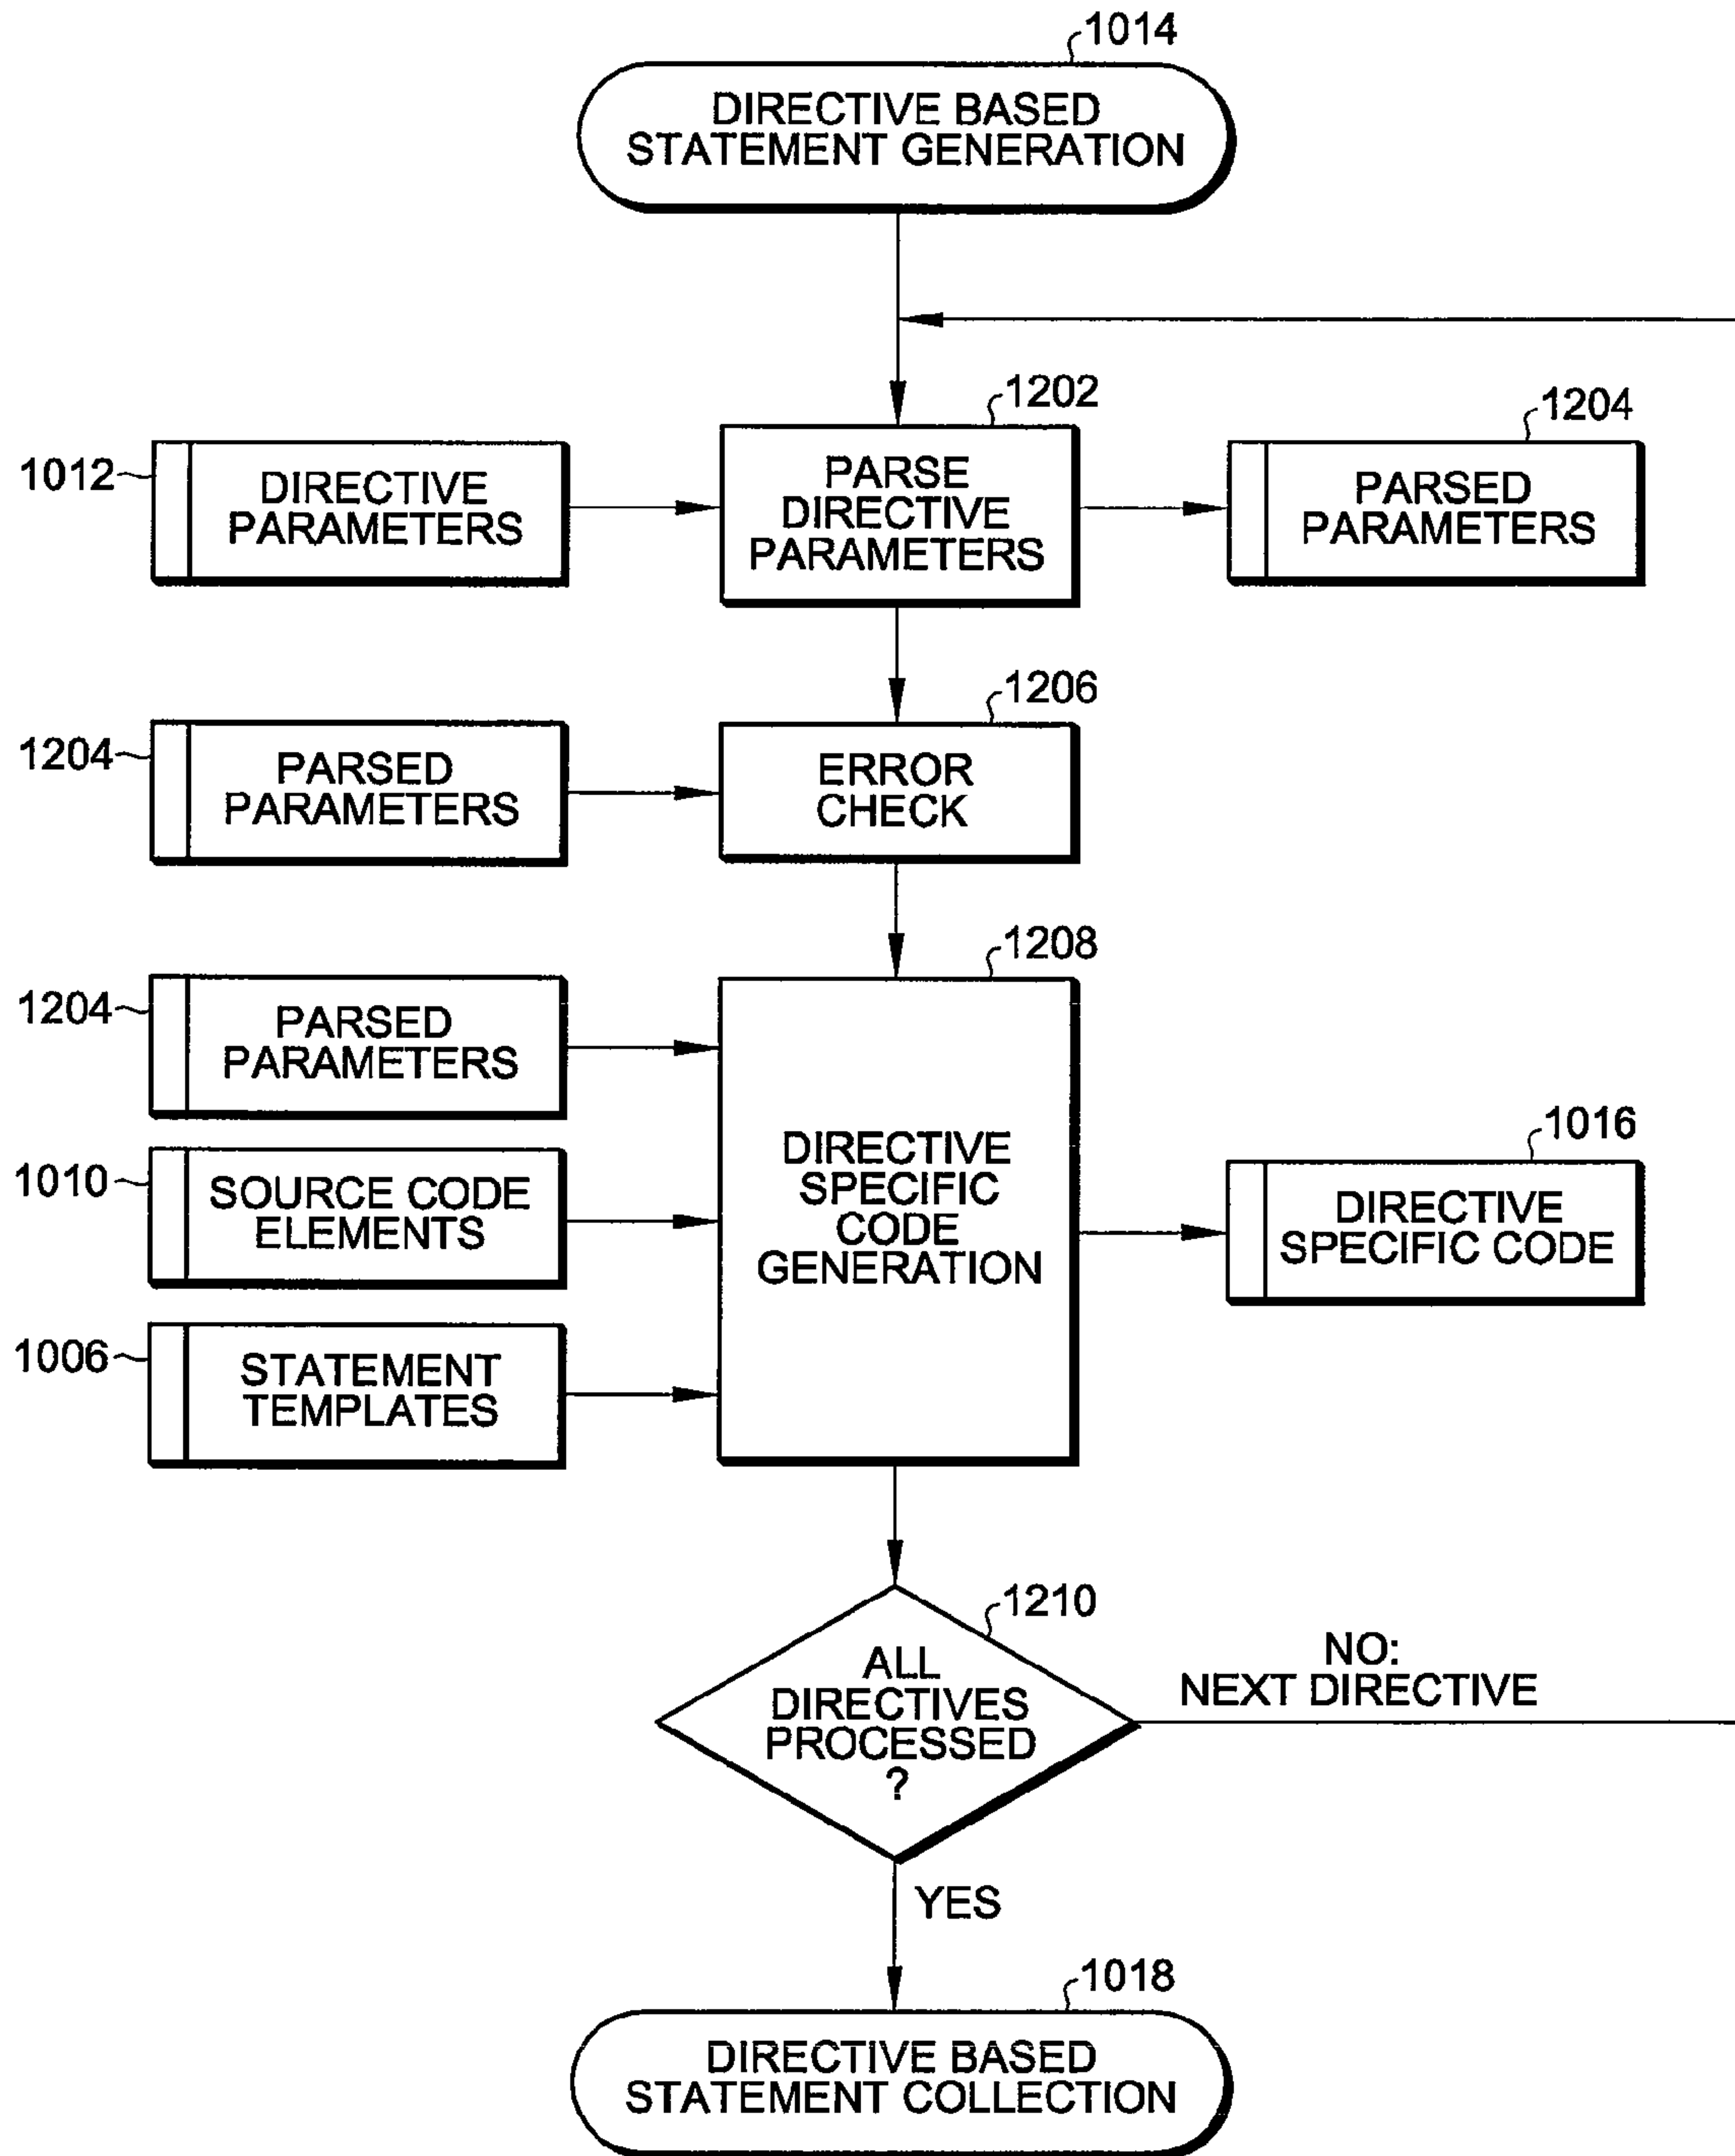 1014
DIRECTIVE BASED
STATEMENT GENERATION
1202
1204
1012
DIRECTIVE
PARAMETERS
PARSE
DIRECTIVE
PARAMETERS
PARSED
PARAMETERS
1206
1204
PARSED
PARAMETERS
ERROR
CHECK
1208
1204
PARSED
PARAMETERS
1010
SOURCE CODE
ELEMENTS
1006
STATEMENT
TEMPLATES
DIRECTIVE
SPECIFIC
CODE
GENERATION
1016
DIRECTIVE
SPECIFIC CODE
1210
ALL
DIRECTIVES
PROCESSED
?
NO:
NEXT DIRECTIVE
YES
1018
DIRECTIVE BASED
STATEMENT COLLECTION